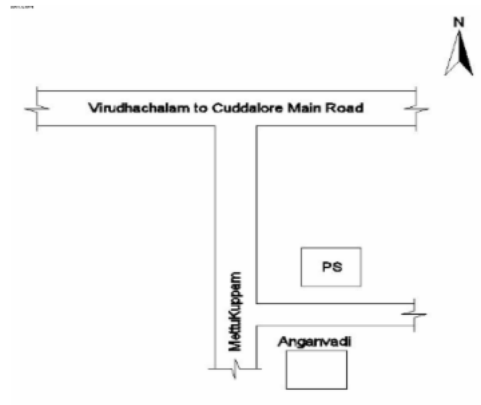 N
Virudhachalam to Cuddalore Main Road
PS
MettuKuppam
Anganvadi